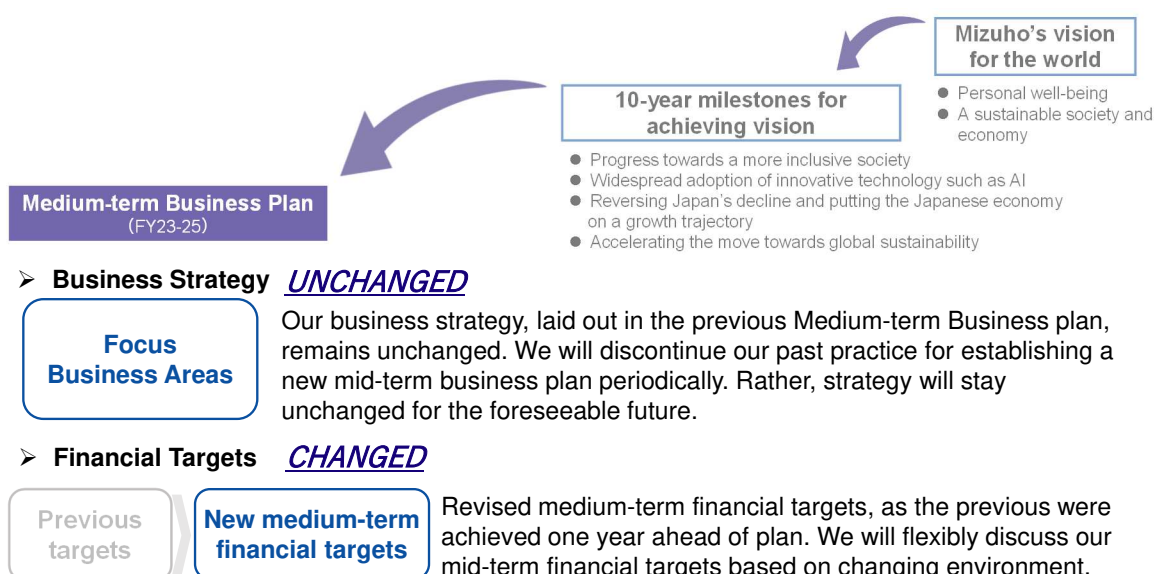 Mizuho's vision
for the world
● Personal well-being
● A sustainable society and
economy
10-year milestones for
achieving vision
● Progress towards a more inclusive society
● Widespread adoption of innovative technology such as AI
● Reversing Japan's decline and putting the Japanese economy
on a growth trajectory
● Accelerating the move towards global sustainability
Medium-term Business Plan
(FY23-25)
➢ Business Strategy UNCHANGED
Focus
Business Areas
Our business strategy, laid out in the previous Medium-term Business plan,
remains unchanged. We will discontinue our past practice for establishing a
new mid-term business plan periodically. Rather, strategy will stay
unchanged for the foreseeable future.
➢ Financial Targets CHANGED
Previous
targets
New medium-term
financial targets
Revised medium-term financial targets, as the previous were
achieved one year ahead of plan. We will flexibly discuss our
mid-term financial targets based on changing environment.